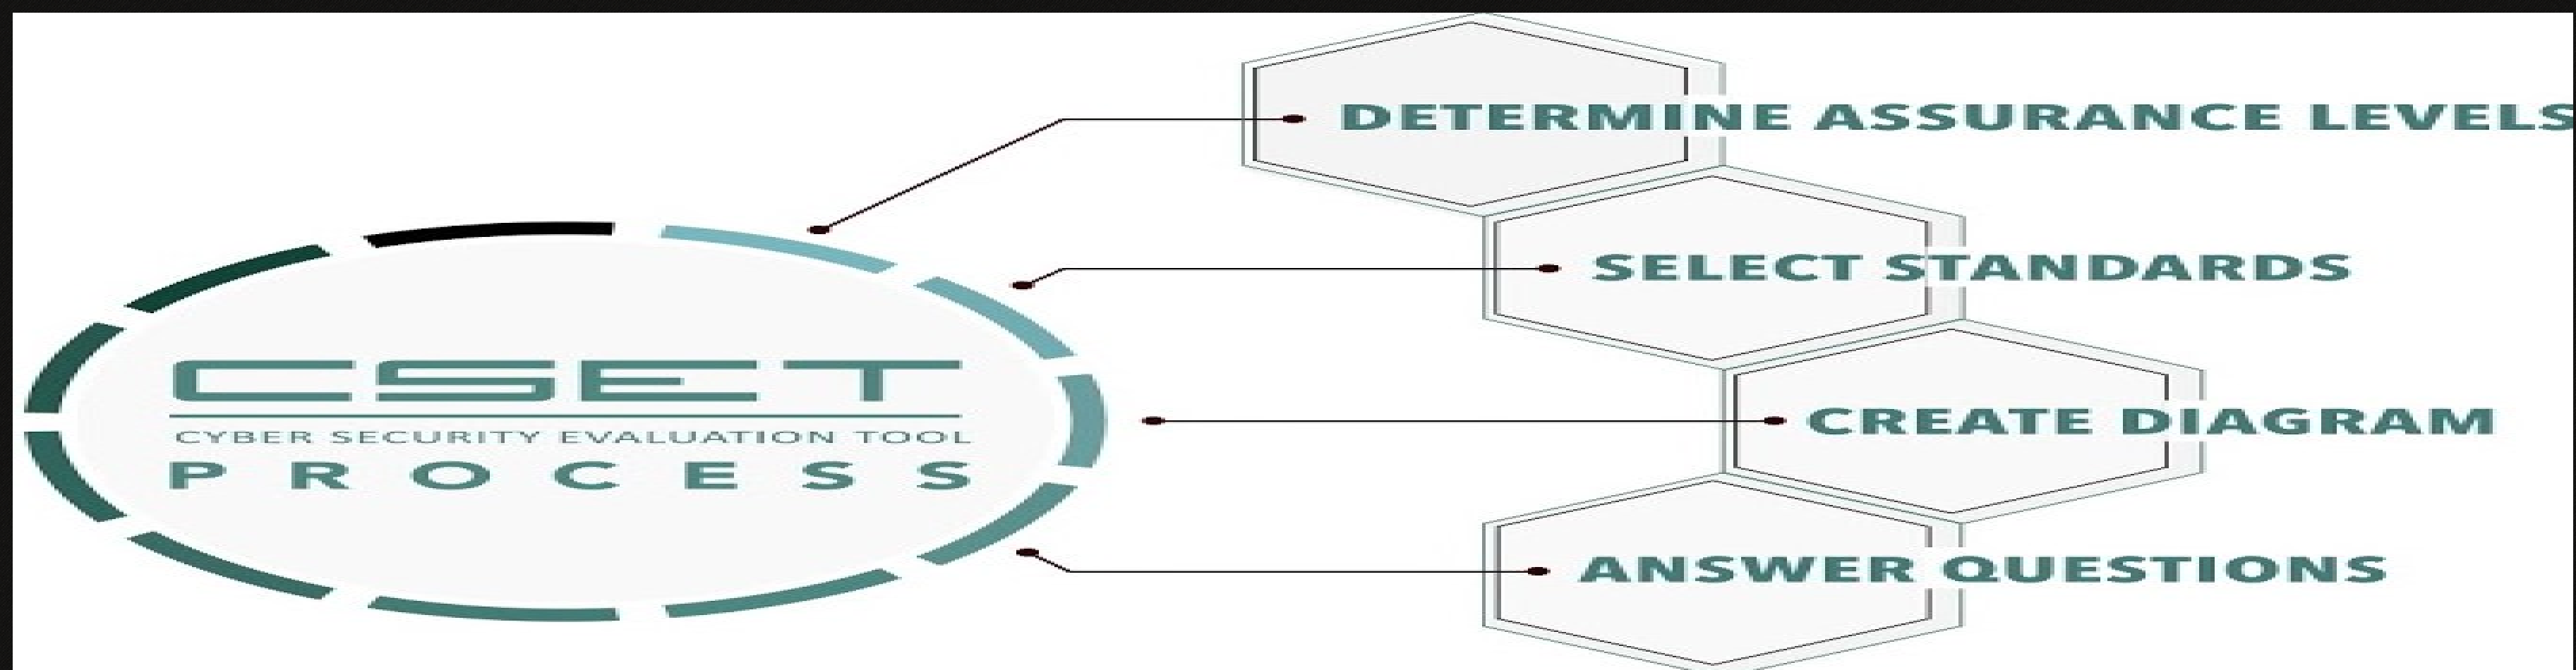 DETERMINE ASSURANCE LEVELS
SELECT STANDARDS
CSET
CYBER SECURITY EVALUATION TOOL
PROCESS
CREATE DIAGRAM
ANSWER QUESTIONS